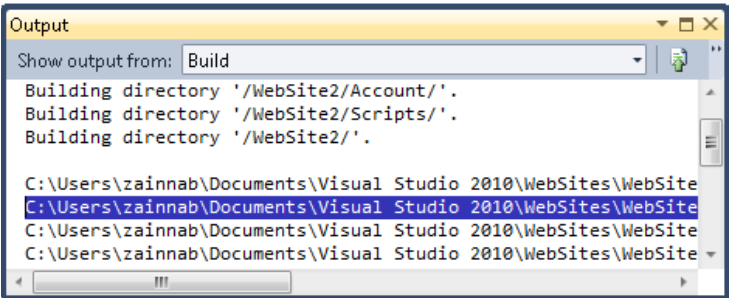 Output
Show output from: Build
Building directory '/WebSite2/Account/'.
Building directory '/WebSite2/Scripts/'.
Building directory '/WebSite2/'.
C:\Users\zainnab\Documents\Visual Studio 2010\WebSites\WebSite
C:\Users\zainnab\Documents\Visual Studio 2010\WebSites\WebSite
C:\Users\zainnab\Documents\Visual Studio 2010\WebSites\WebSite
C:\Users\zainnab\Documents\Visual Studio 2010\WebSites\WebSite